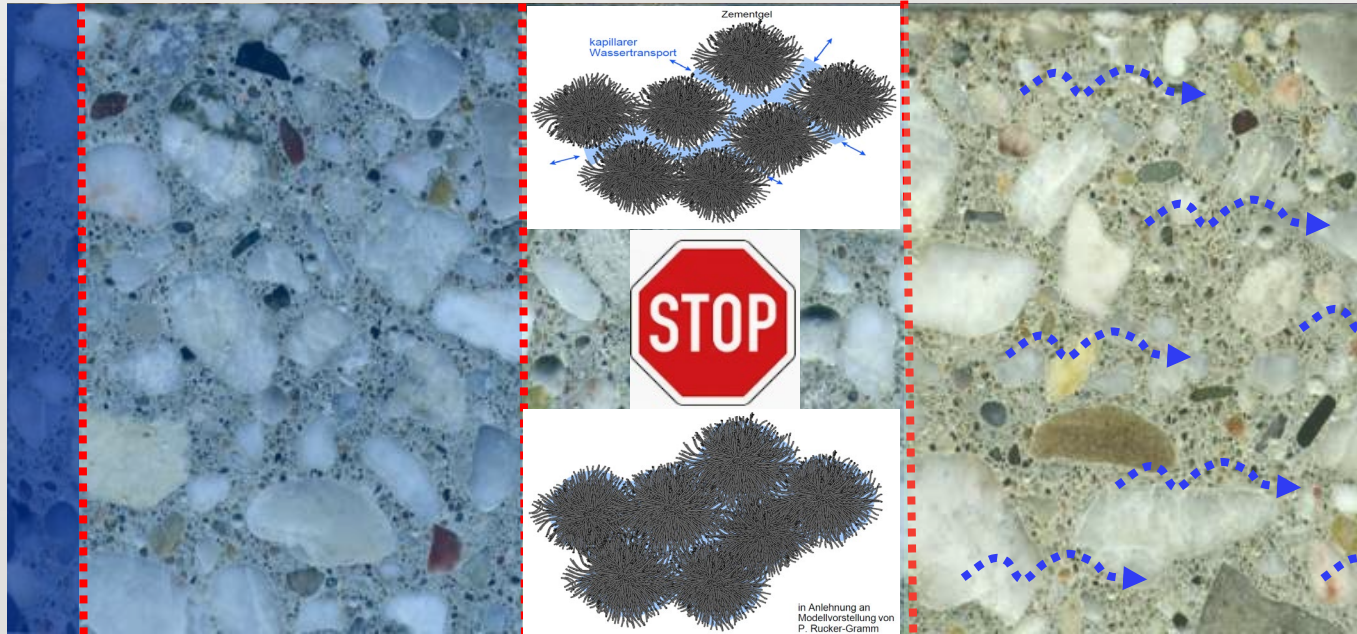 Zementgel
kapillarer
Wassertransport
STOP
in Anlehnung an
Modellvorstellung von
P. Rucker-Gramm